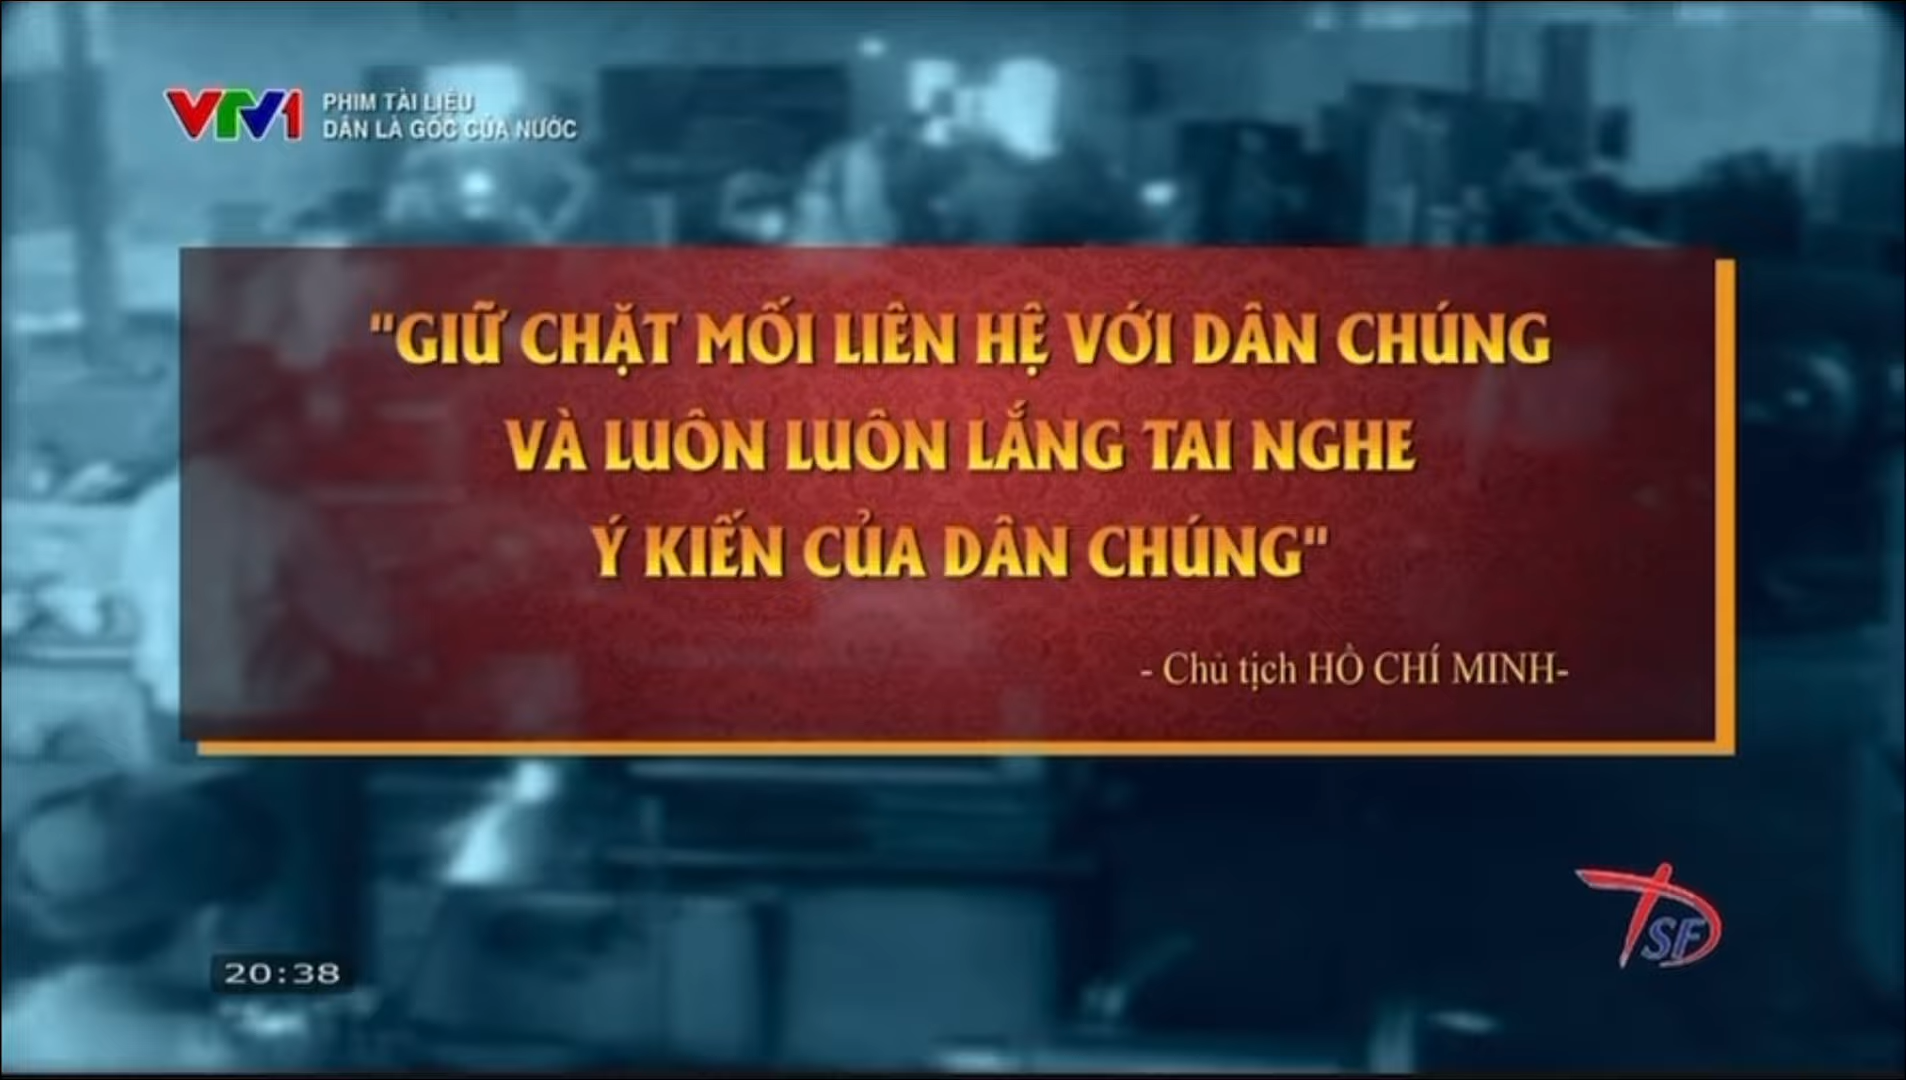 VTV1
PHIM TÀI LIỆU
DÂN LÀ GỐC CỦA NƯỚC
"GIỮ CHẶT MỐI LIÊN HỆ VỚI DÂN CHÚNG
VÀ LUÔN LUÔN LẮNG TAI NGHE
Ý KIẾN CỦA DÂN CHÚNG"
- Chủ tịch HỒ CHÍ MINH-
SF
20:38